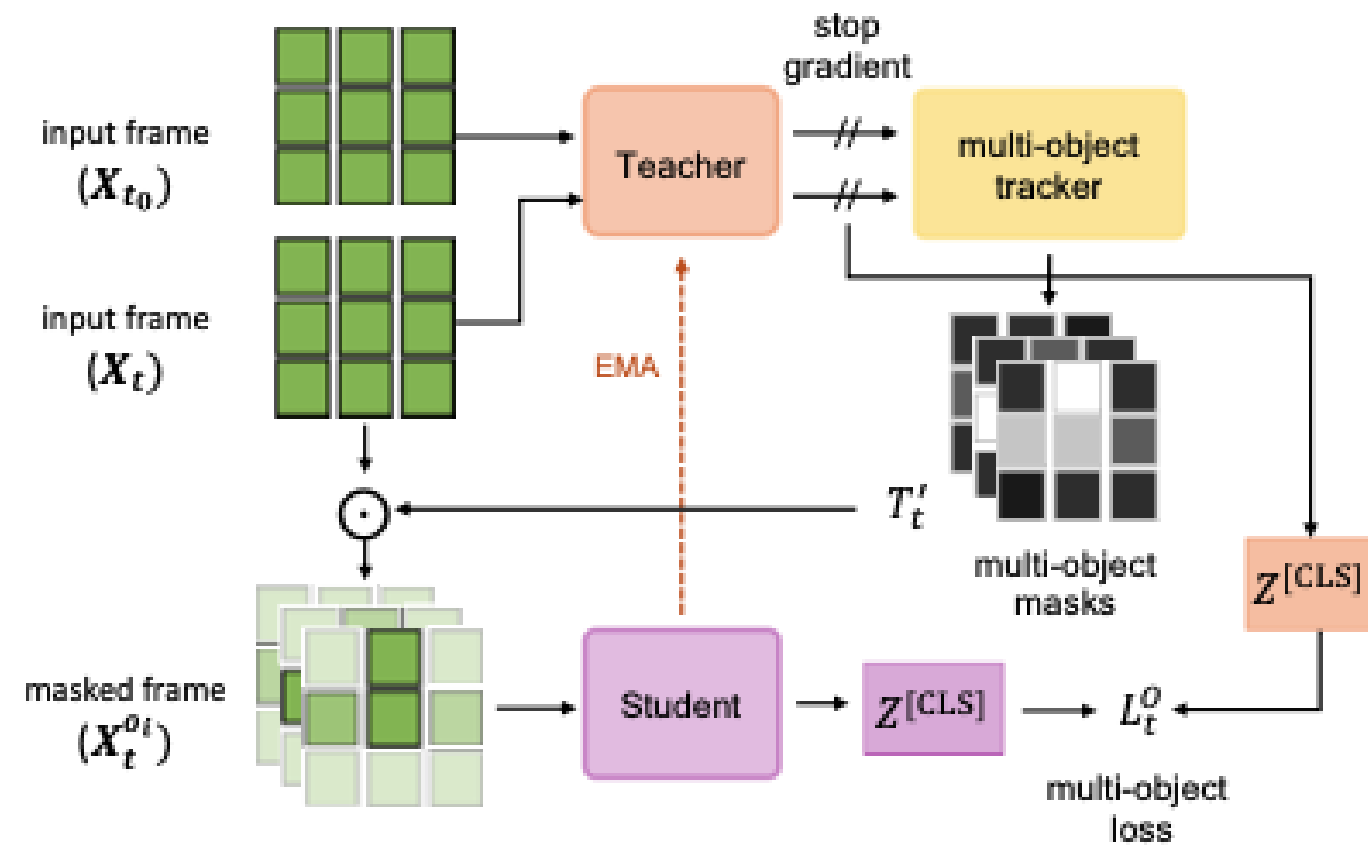 stop
gradient
input frame
(X_{t_0})
Teacher
multi-object
tracker
input frame
(X_t)
EMA
T'_t
multi-object
masks
Z^{[CLS]}
masked frame
(X_t^{o_i})
Student
Z^{[CLS]}
L_t^O
multi-object
loss